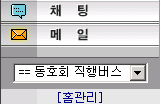 채 팅
메 일
== 동호회 직행버스
[홈관리]